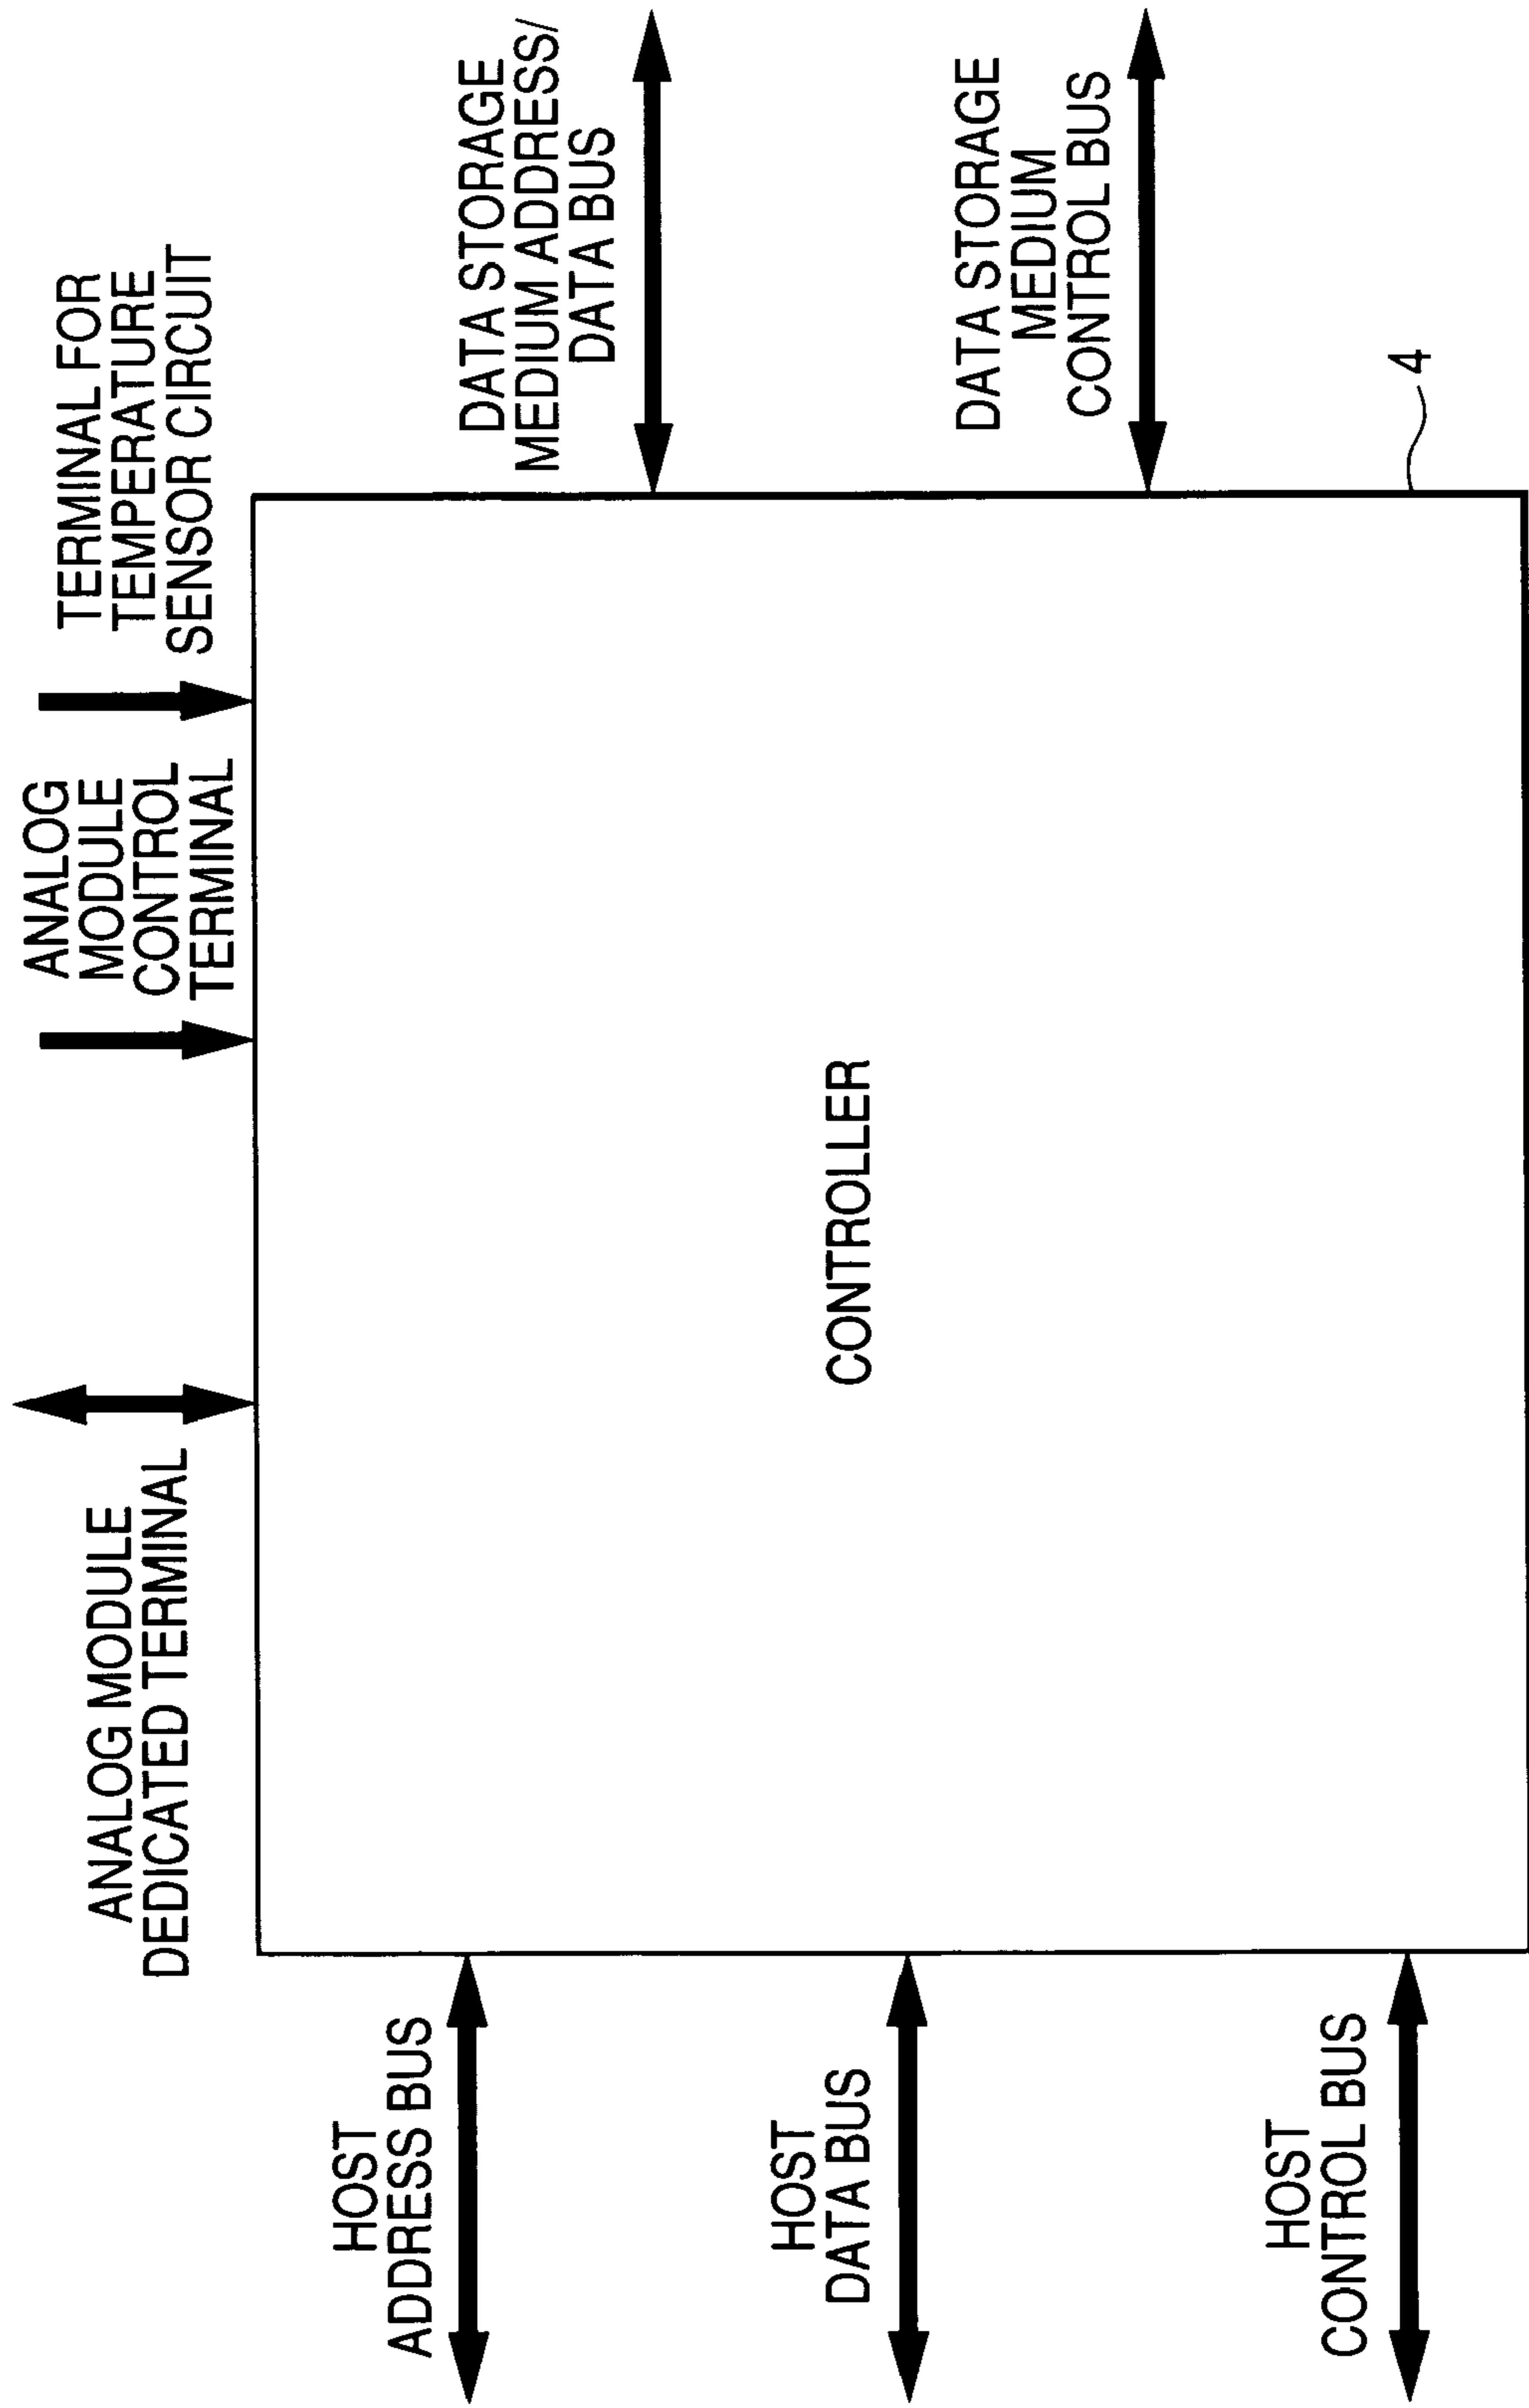 ANALOG MODULE
DEDICATED TERMINAL
ANALOG
MODULE
CONTROL
TERMINAL
TERMINAL FOR
TEMPERATURE
SENSOR CIRCUIT
HOST
ADDRESS BUS
HOST
DATA BUS
HOST
CONTROL BUS
CONTROLLER
DATA STORAGE
MEDIUM ADDRESS/
DATA BUS
DATA STORAGE
MEDIUM
CONTROL BUS
4